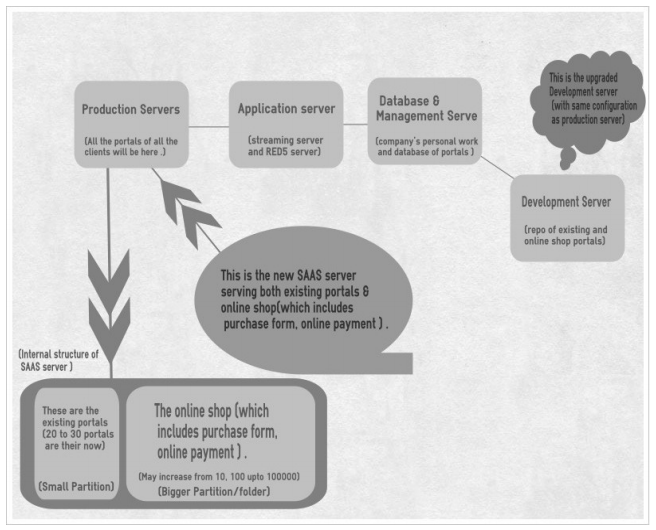 This is the upgraded
Development server
(with same configuration
as production server)
Production Servers
(All the portals of all the
clients will be here .)
Application server
(streaming server
and RED5 server)
Database &
Management Serve
(company's personal work
and database of portals )
Development Server
(repo of existing and
online shop portals)
This is the new SAAS server
serving both existing portals &
online shop(which includes
purchase form, online payment ) .
(Internal structure of
SAAS server )
These are the
existing portals
(20 to 30 portals
are their now)
(Small Partition)
The online shop (which
includes purchase form,
online payment ) .
(May increase from 10, 100 upto 100000)
(Bigger Partition/folder)